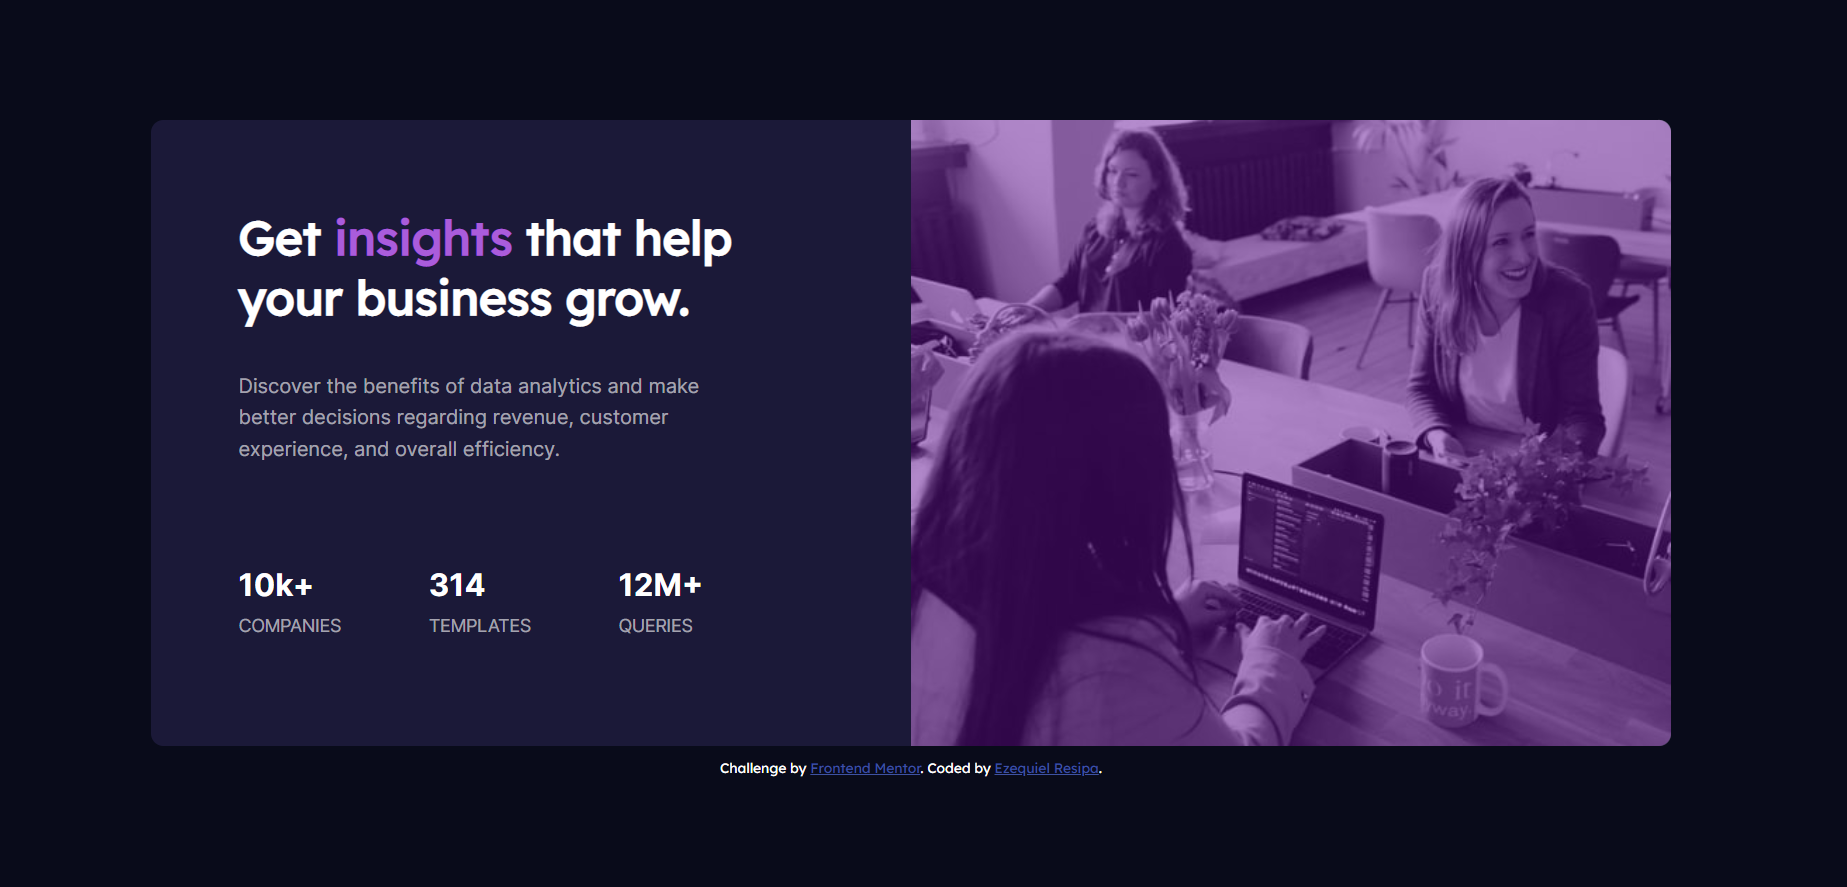 Get insights that help
your business grow.
Discover the benefits of data analytics and make
better decisions regarding revenue, customer
experience, and overall efficiency.
10k+ 314 12M+
COMPANIES TEMPLATES QUERIES
it
way.
Challenge by Frontend Mentor. Coded by Ezequiel Resipa.